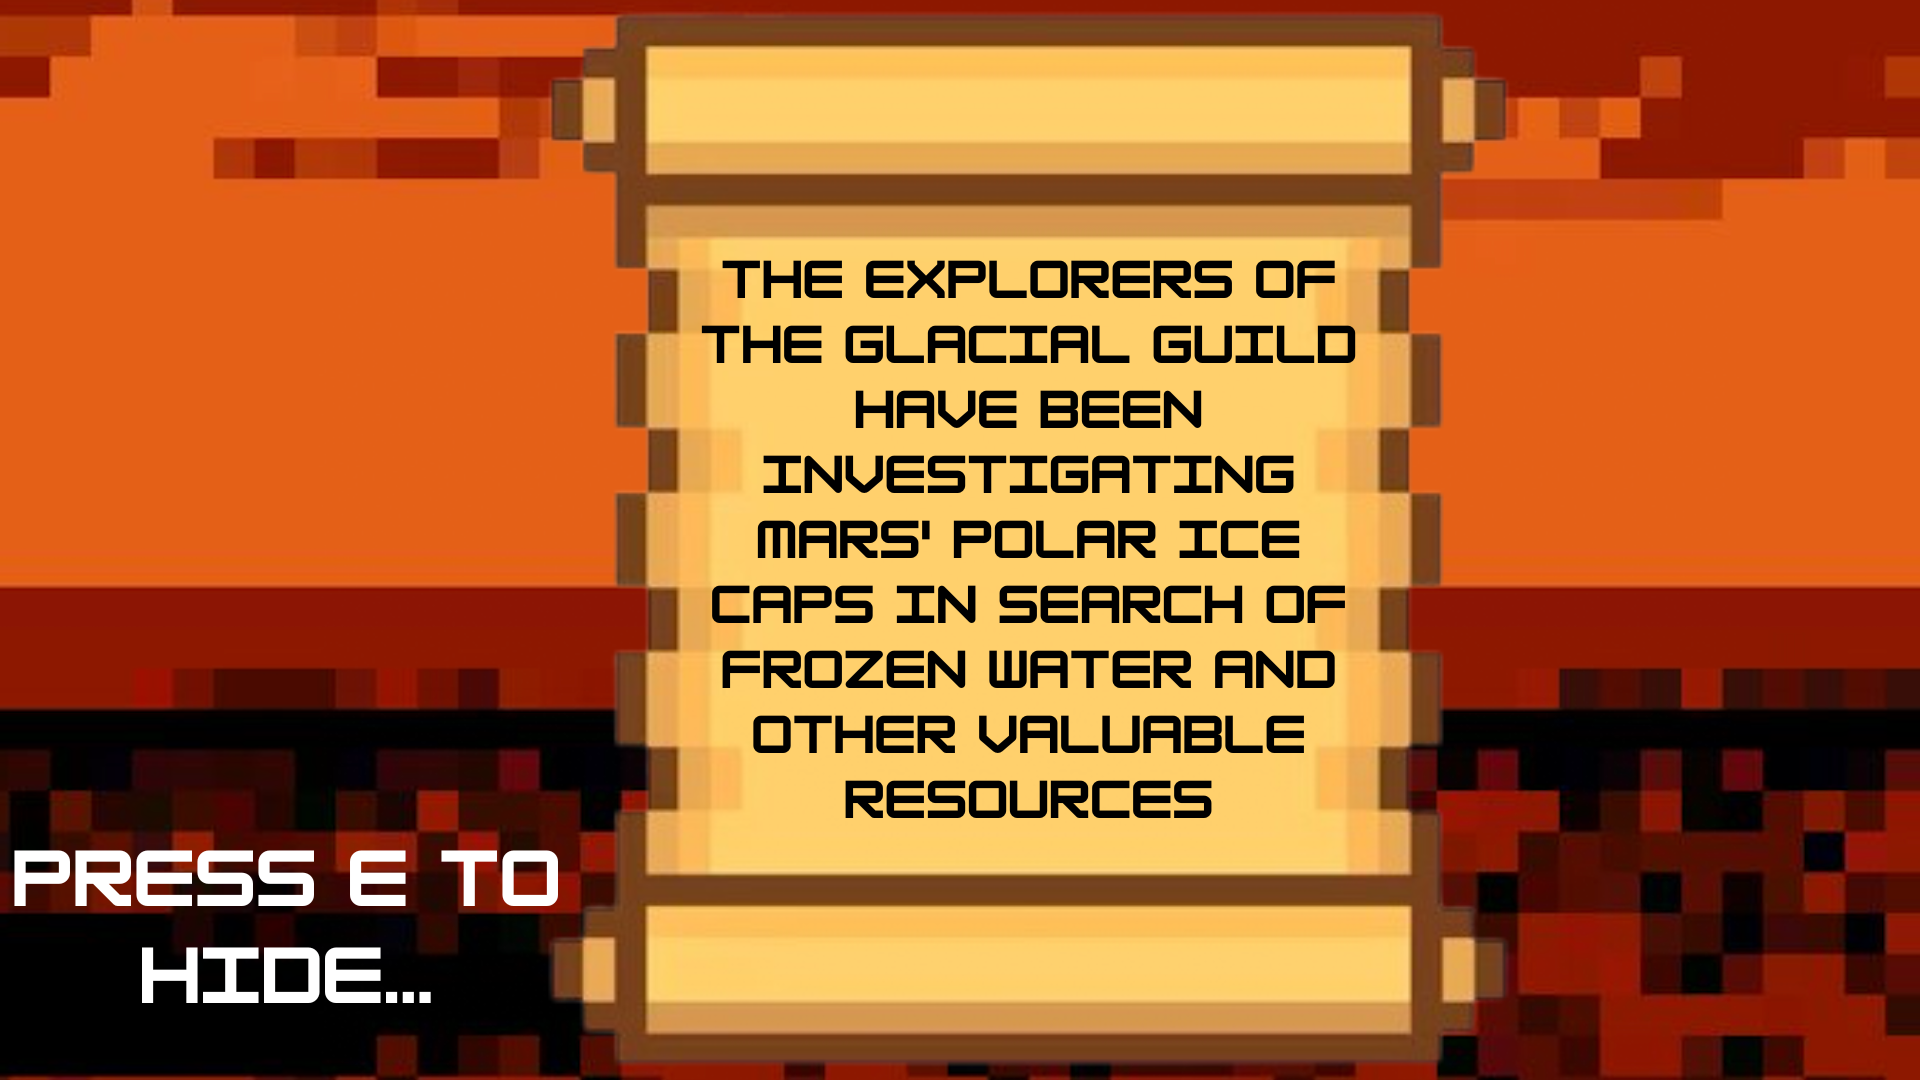 THE EXPLORERS OF
THE GLACIAL GUILD
HAVE BEEN
INVESTIGATING
MARS' POLAR ICE
CAPS IN SEARCH OF
FROZEN WATER AND
OTHER VALUABLE
RESOURCES
PRESS E TO
HIDE...